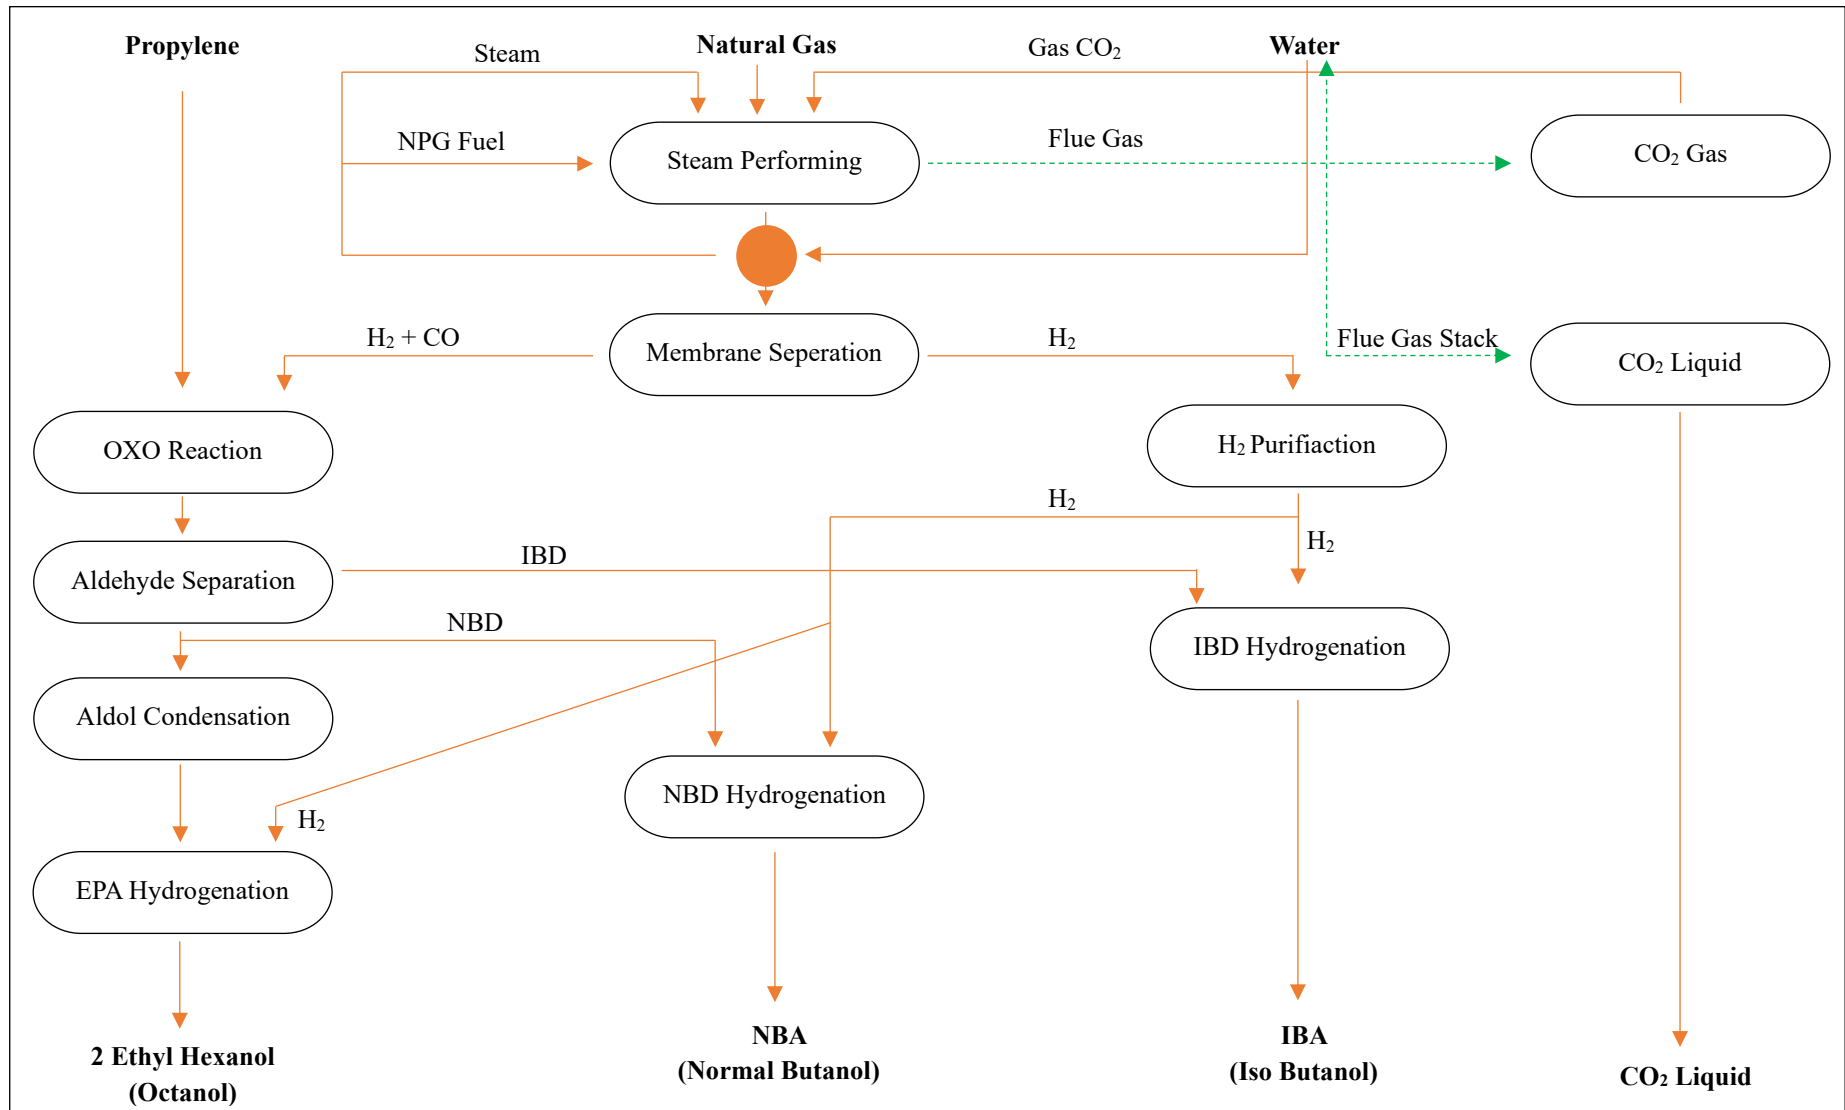 Propylene
Steam
Natural Gas
Gas CO₂
Water
NPG Fuel
Steam Performing
Flue Gas
CO₂ Gas
H₂ + CO
Membrane Seperation
H₂
Flue Gas Stack
CO₂ Liquid
OXO Reaction
H₂ Purifiaction
H₂
H₂
Aldehyde Separation
IBD
NBD
IBD Hydrogenation
Aldol Condensation
NBD Hydrogenation
H₂
EPA Hydrogenation
2 Ethyl Hexanol
(Octanol)
NBA
(Normal Butanol)
IBA
(Iso Butanol)
CO₂ Liquid